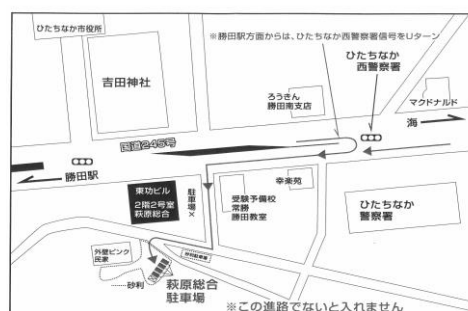 ひたちなか市役所
※勝田駅方面からは、ひたちなか西警察署信号をUターン
吉田神社
ひたちなか
西警察署
ろうきん
勝田南支店
マクドナルド
海
国道245号
勝田駅
東功ビル
2階2号室
萩原総合
駐車場×
幸楽苑
受験予備校
常勝
勝田教室
ひたちなか
警察署
外壁ピンク
民家
砂利駐車場
砂利
萩原総合
駐車場
※この進路でないと入れません